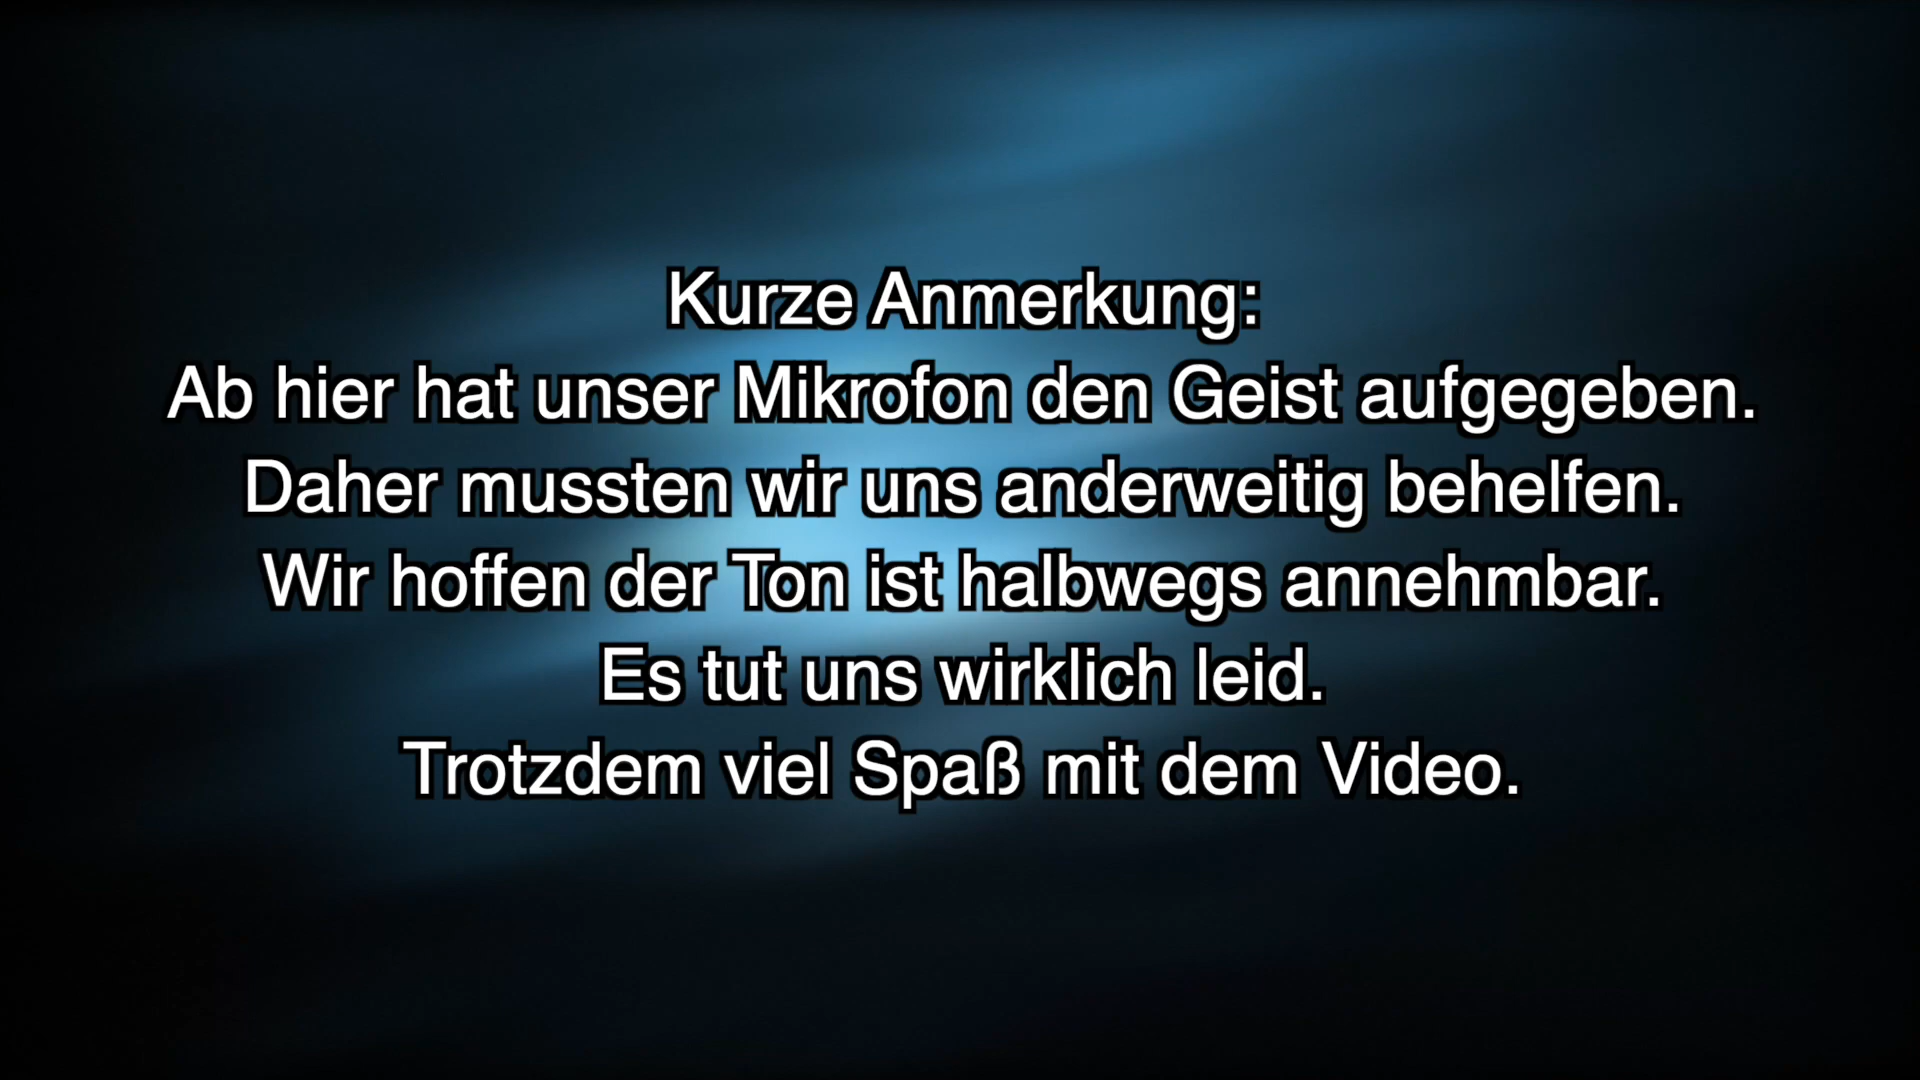 Kurze Anmerkung:
Ab hier hat unser Mikrofon den Geist aufgegeben.
Daher mussten wir uns anderweitig behelfen.
Wir hoffen der Ton ist halbwegs annehmbar.
Es tut uns wirklich leid.
Trotzdem viel Spaß mit dem Video.